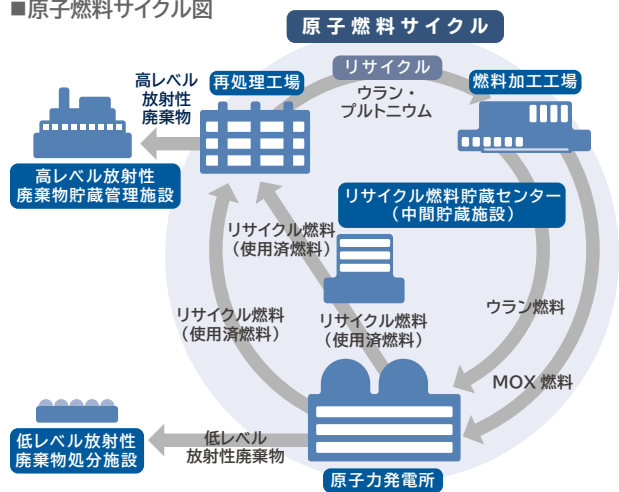 ■原子燃料サイクル図
原子燃料サイクル
リサイクル
ウラン・
プルトニウム
高レベル
放射性
廃棄物
再処理工場
燃料加工工場
高レベル放射性
廃棄物貯蔵管理施設
リサイクル燃料貯蔵センター
（中間貯蔵施設）
リサイクル燃料
（使用済燃料）
リサイクル燃料
（使用済燃料）
リサイクル燃料
（使用済燃料）
ウラン燃料
MOX 燃料
低レベル放射性
廃棄物処分施設
低レベル
放射性廃棄物
原子力発電所